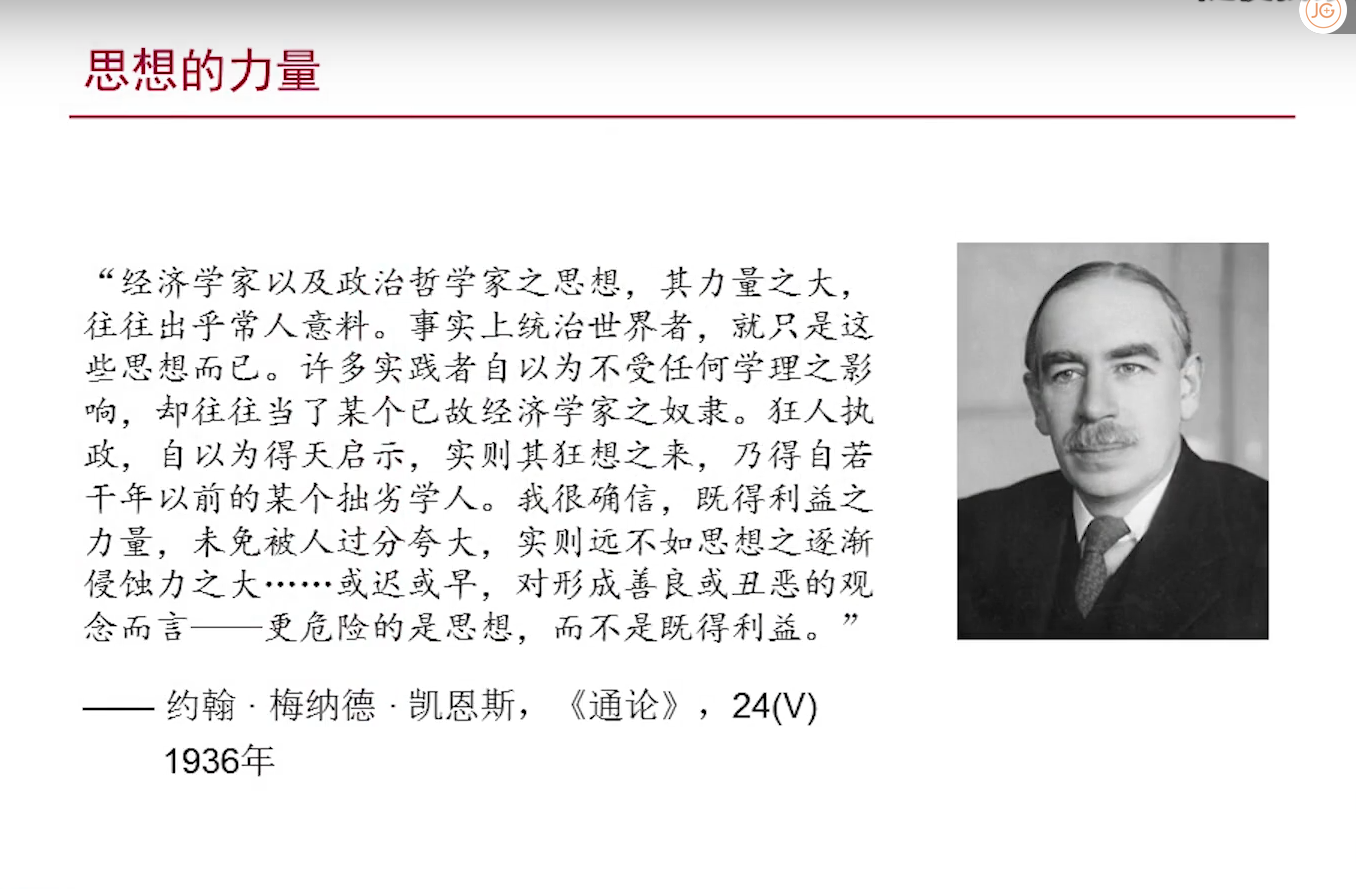 JG
思想的力量
“经济学家以及政治哲学家之思想，其力量之大，
往往出乎常人意料。事实上统治世界者，就只是这
些思想而已。许多实践者自以为不受任何学理之影
响，却往往当了某个已故经济学家之奴隶。狂人执
政，自以为得天启示，实则其狂想之来，乃得自若
干年以前的某个拙劣学人。我很确信，既得利益之
力量，未免被人过分夸大，实则远不如思想之逐渐
侵蚀力之大……或迟或早，对形成善良或丑恶的观
念而言——更危险的是思想，而不是既得利益。”
—— 约翰 · 梅纳德 · 凯恩斯，《通论》，24(V)
1936年